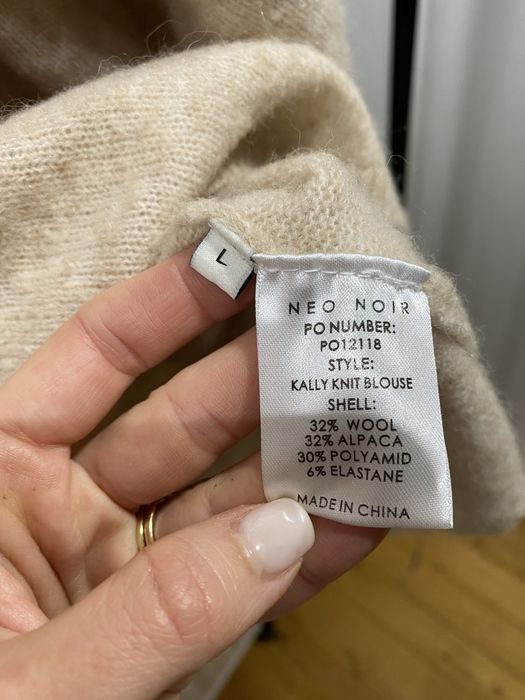 L
NEO NOIR
PO NUMBER:
PO12118
STYLE:
KALLY KNIT BLOUSE
SHELL:
32% WOOL
32% ALPACA
30% POLYAMID
6% ELASTANE
MADE IN CHINA